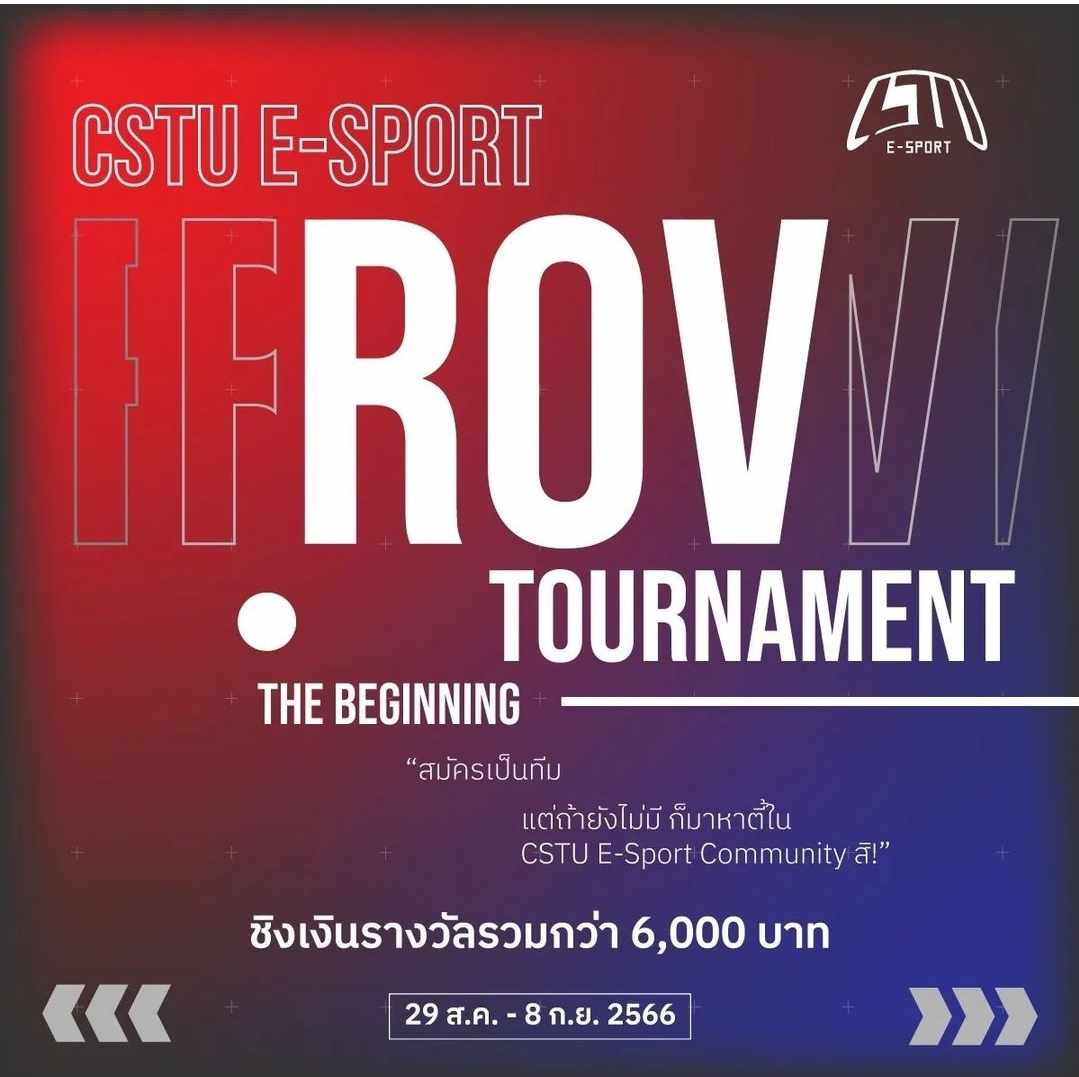 CSTU E-SPORT
CSTU
E-SPORT
ROV
TOURNAMENT
THE BEGINNING
“สมัครเป็นทีม
แต่ถ้ายังไม่มี ก็มาหาตี้ใน
CSTU E-Sport Community สิ!”
ชิงเงินรางวัลรวมกว่า 6,000 บาท
29 ส.ค. - 8 ก.ย. 2566